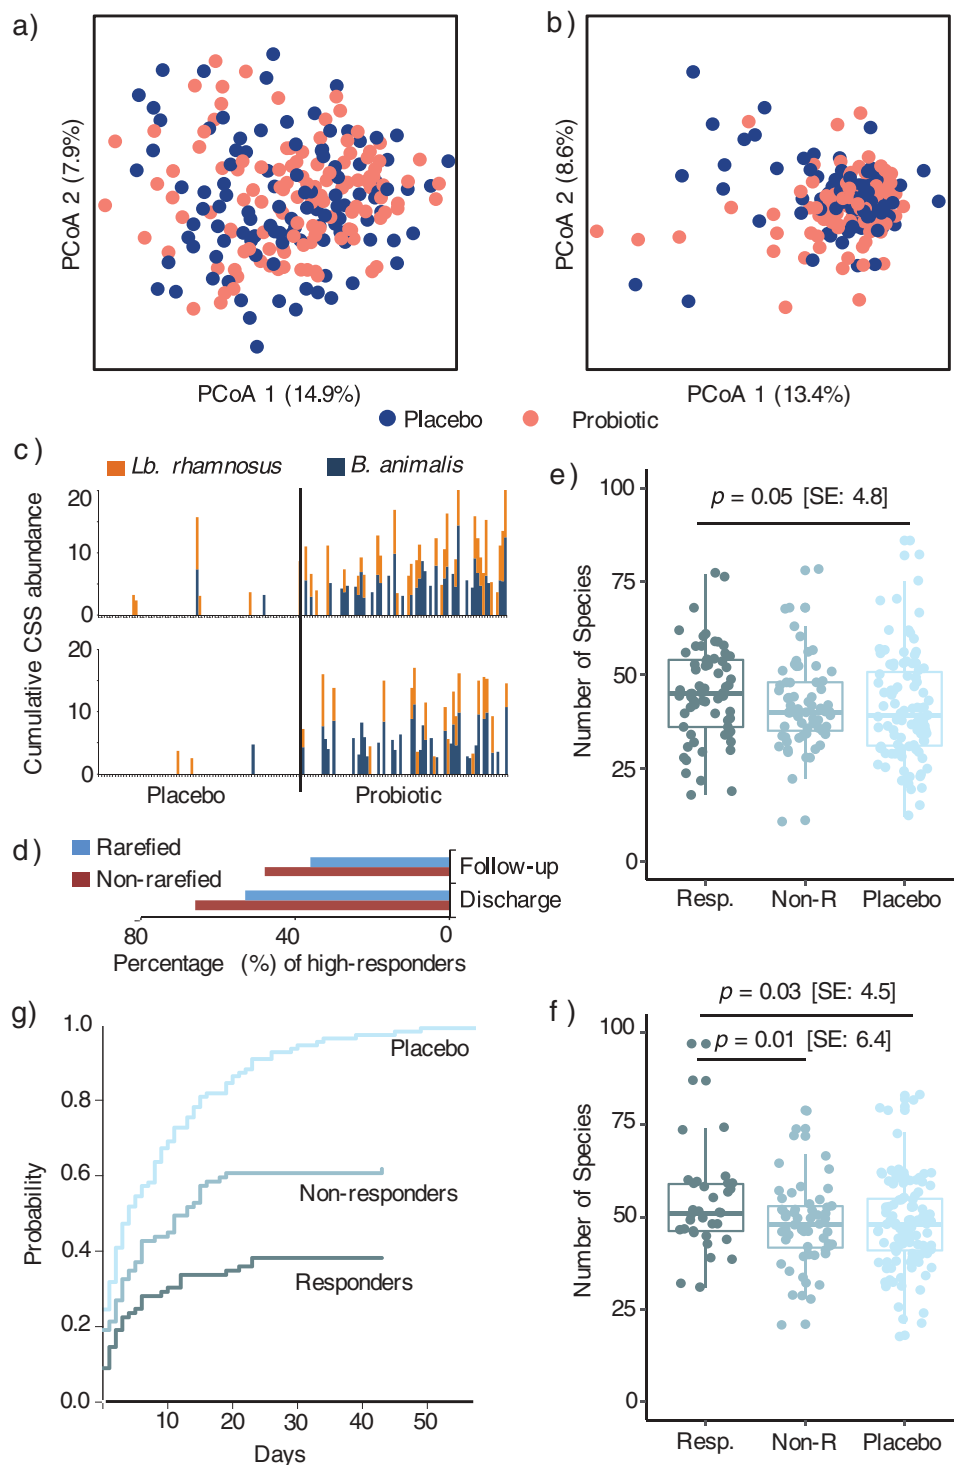 a)
PCoA 2 (7.9%)
PCoA 1 (14.9%)
b)
PCoA 2 (8.6%)
PCoA 1 (13.4%)
Placebo
Probiotic
c)
Lb. rhamnosus
B. animalis
Cumulative CSS abundance
20
10
0
20
10
0
Placebo
Probiotic
d)
Rarefied
Non-rarefied
Follow-up
Discharge
80
40
0
Percentage (%) of high-responders
e)
p = 0.05 [SE: 4.8]
Number of Species
100
75
50
25
0
Resp.
Non-R
Placebo
f)
p = 0.03 [SE: 4.5]
p = 0.01 [SE: 6.4]
Number of Species
100
75
50
25
0
Resp.
Non-R
Placebo
g)
Probability
1.0
0.8
0.6
0.4
0.2
0.0
Placebo
Non-responders
Responders
10
20
30
40
50
Days